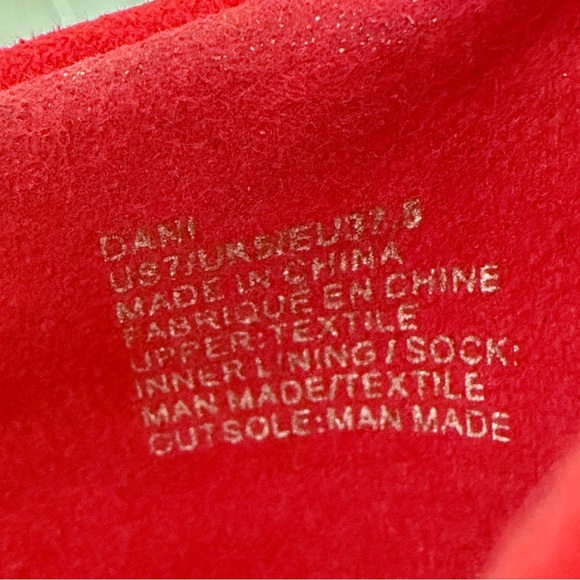 DANI
US7/UK5/EU37.5
MADE IN CHINA
FABRIQUE EN CHINE
UPPER:TEXTILE
INNER LINING/SOCK:
MAN MADE/TEXTILE
OUTSOLE:MAN MADE